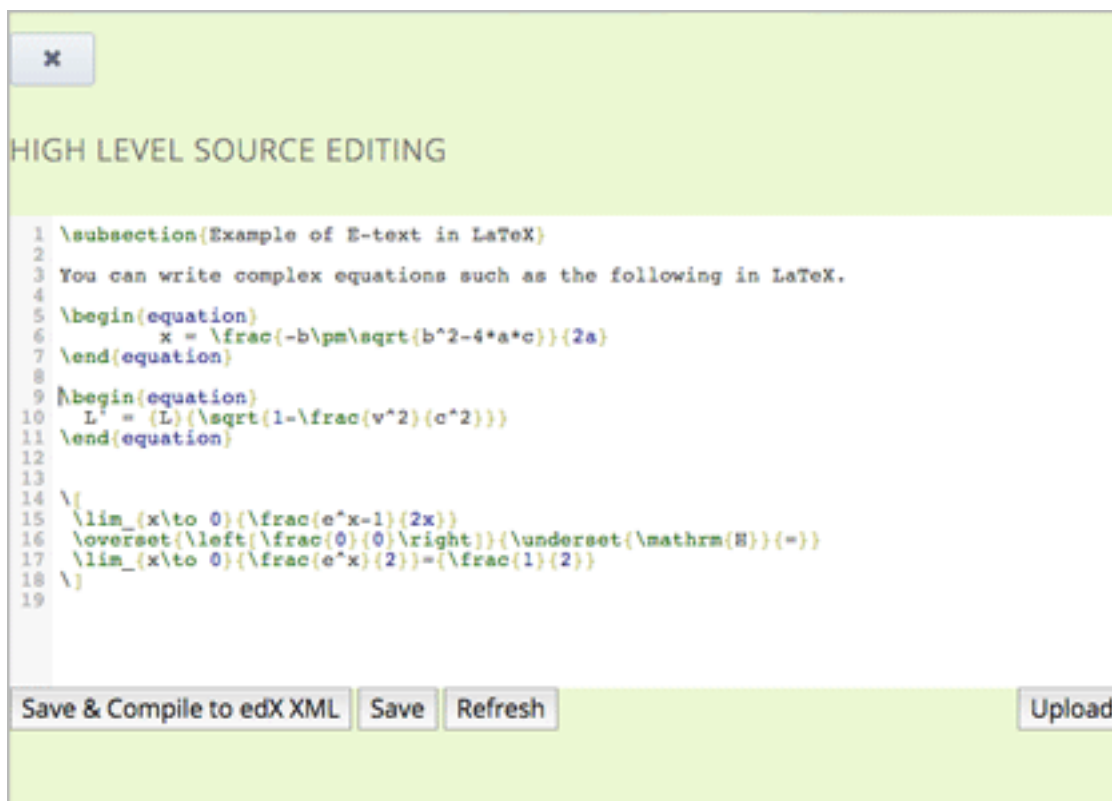 ✖
HIGH LEVEL SOURCE EDITING
1 \subsection{Example of E-text in LaTeX}
2
3 You can write complex equations such as the following in LaTeX.
4
5 \begin{equation}
6         x = \frac{-b\pm\sqrt{b^2-4*a*c}}{2a}
7 \end{equation}
8
9 \begin{equation}
10   L' = {L}{\sqrt{1-\frac{v^2}{c^2}}}
11 \end{equation}
12
13
14 \[
15  \lim_{x\to 0}{\frac{e^x-1}{2x}}
16  \overset{\left[\frac{0}{0}\right]}{\underset{\mathrm{H}}{=}}
17  \lim_{x\to 0}{\frac{e^x}{2}}={\frac{1}{2}}
18 \]
19
Save & Compile to edX XML Save Refresh Upload